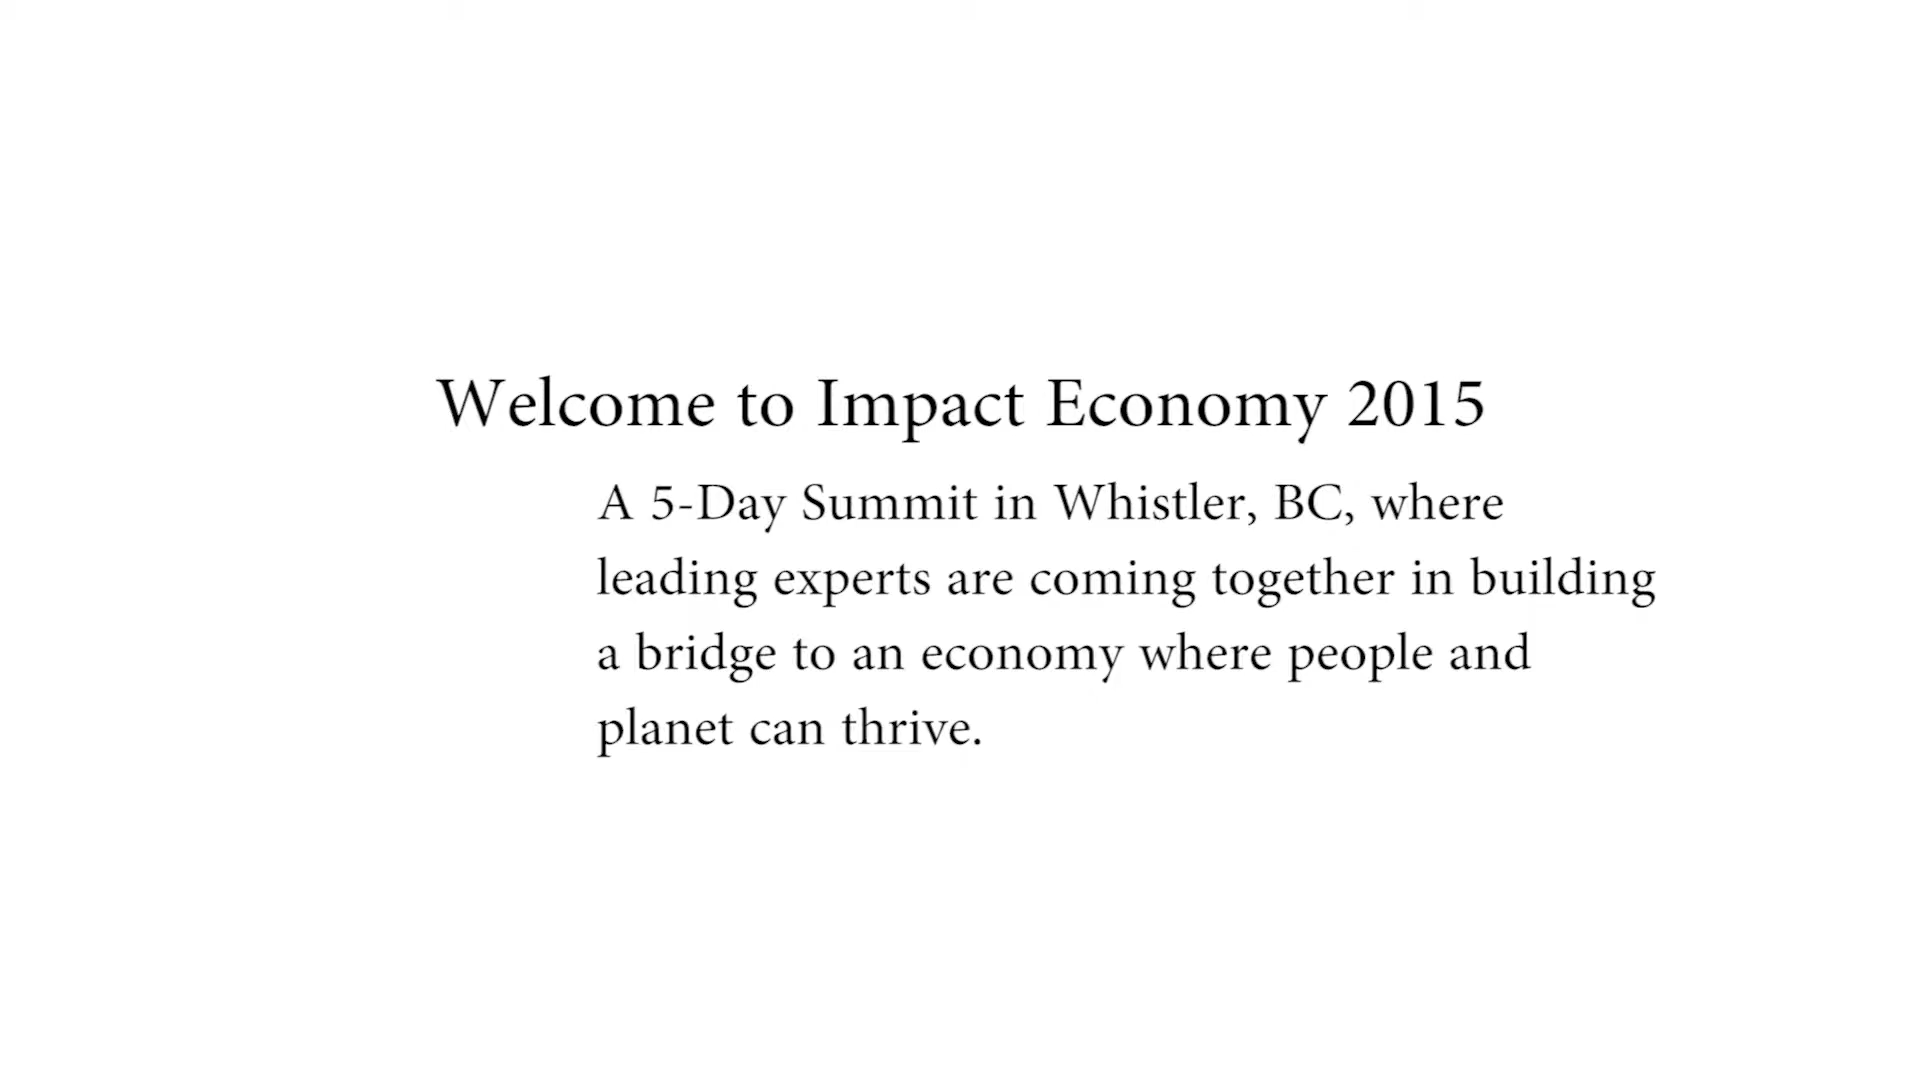 Welcome to Impact Economy 2015
A 5-Day Summit in Whistler, BC, where
leading experts are coming together in building
a bridge to an economy where people and
planet can thrive.